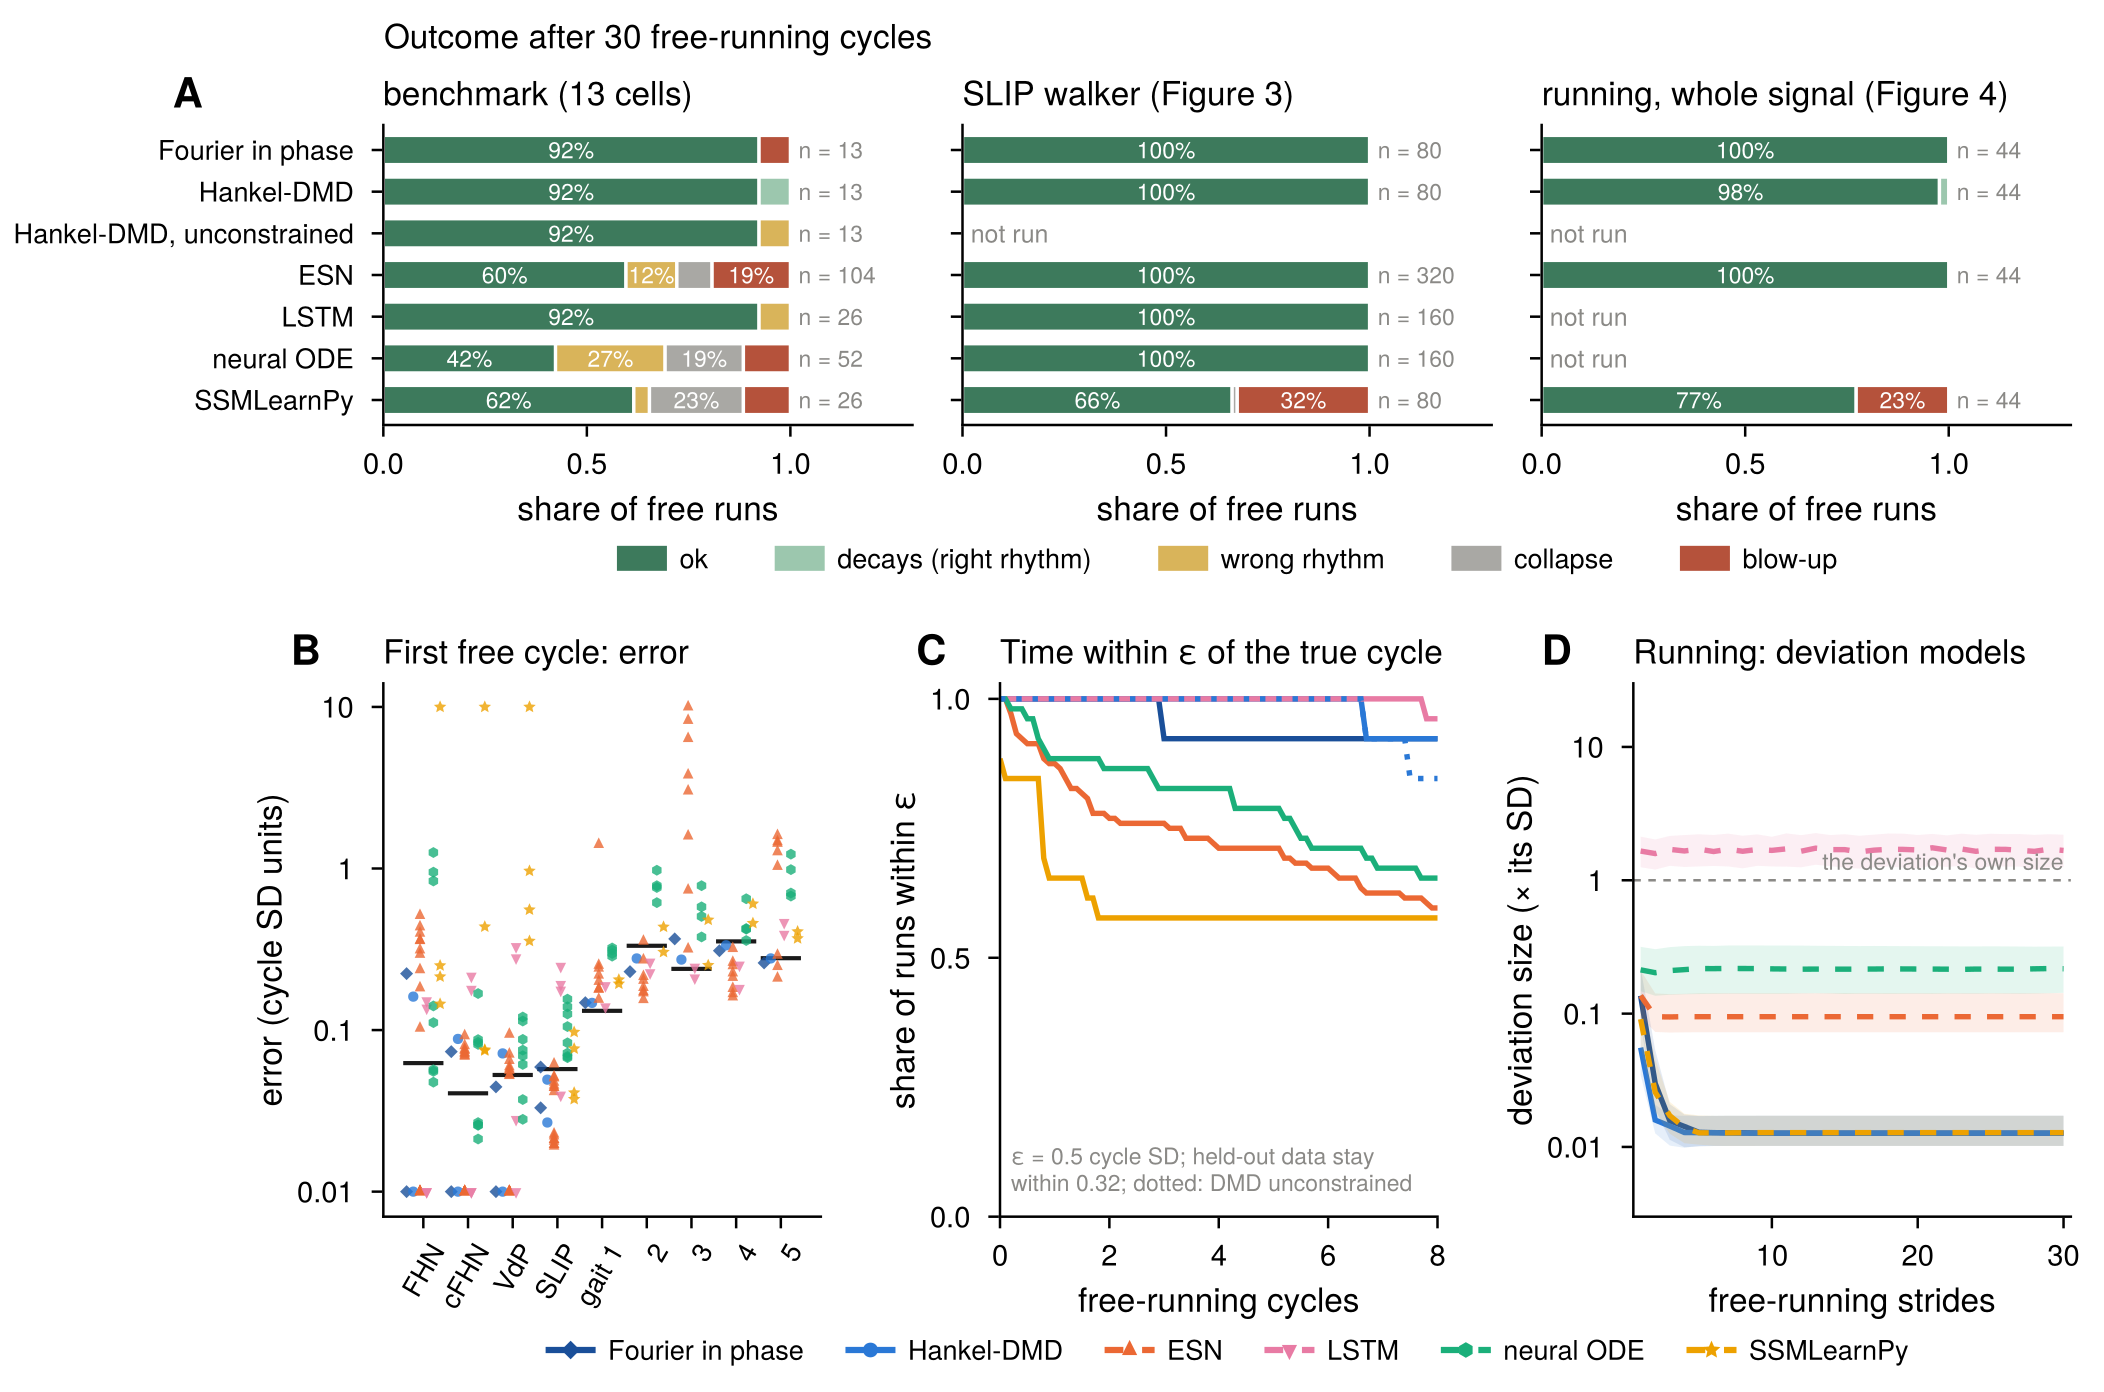 Outcome after 30 free-running cycles
A
benchmark (13 cells)
SLIP walker (Figure 3)
running, whole signal (Figure 4)
Fourier in phase 92% n = 13 100% n = 80 100% n = 44
Hankel-DMD 92% n = 13 100% n = 80 98% n = 44
Hankel-DMD, unconstrained 92% n = 13 not run not run
ESN 60% 12% 19% n = 104 100% n = 320 100% n = 44
LSTM 92% n = 26 100% n = 160 not run
neural ODE 42% 27% 19% n = 52 100% n = 160 not run
SSMLearnPy 62% 23% n = 26 66% 32% n = 80 77% 23% n = 44
0.0 0.5 1.0 0.0 0.5 1.0 0.0 0.5 1.0
share of free runs share of free runs share of free runs
ok decays (right rhythm) wrong rhythm collapse blow-up
B First free cycle: error
error (cycle SD units)
10
1
0.1
0.01
FHN cFHN VdP SLIP gait 1 2 3 4 5
C Time within ε of the true cycle
share of runs within ε
1.0
0.5
0.0
ε = 0.5 cycle SD; held-out data stay
within 0.32; dotted: DMD unconstrained
0 2 4 6 8
free-running cycles
D Running: deviation models
deviation size (× its SD)
10
1
0.1
0.01
the deviation's own size
10 20 30
free-running strides
Fourier in phase Hankel-DMD ESN LSTM neural ODE SSMLearnPy